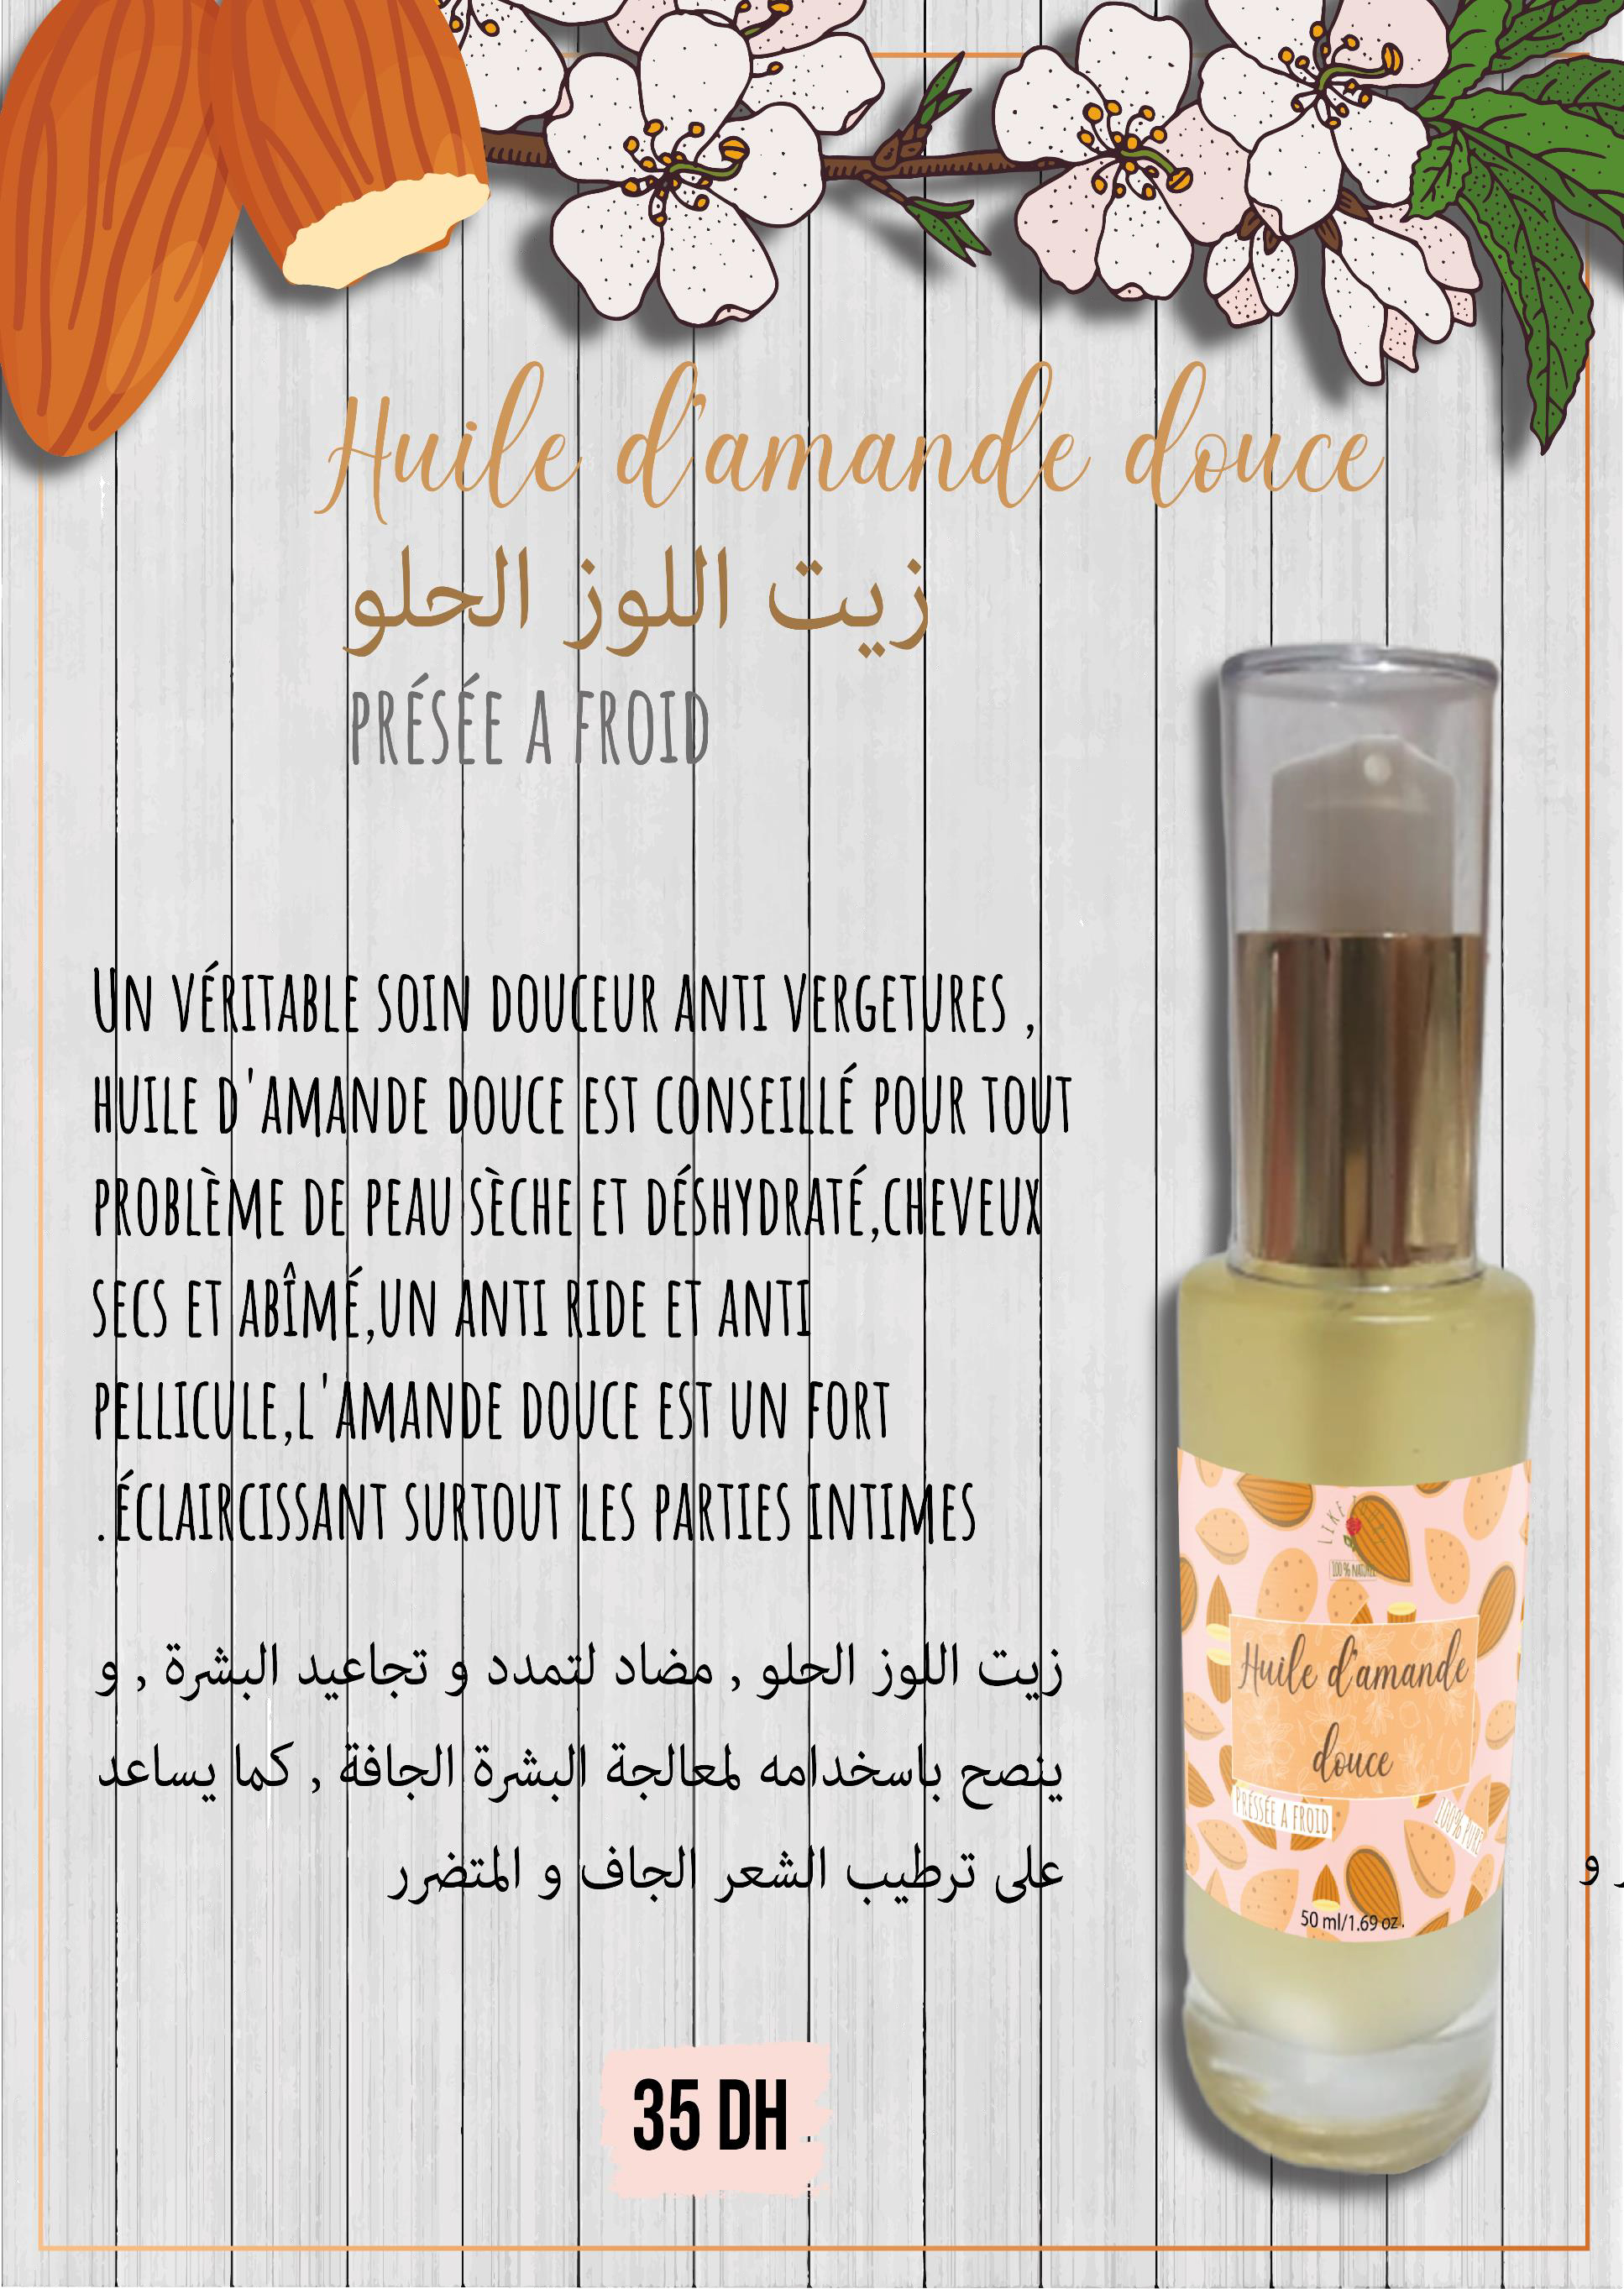 Huile d'amande douce
زيت اللوز الحلو
PRÉSÉE A FROID
UN VÉRITABLE SOIN DOUCEUR ANTI VERGETURES ,
HUILE D'AMANDE DOUCE EST CONSEILLÉ POUR TOUT
PROBLÈME DE PEAU SÈCHE ET DÉSHYDRATÉ,CHEVEUX
SECS ET ABÎMÉ,UN ANTI RIDE ET ANTI
PELLICULE,L'AMANDE DOUCE EST UN FORT
.ÉCLAIRCISSANT SURTOUT LES PARTIES INTIMES
زيت اللوز الحلو , مضاد لتمدد و تجاعيد البشرة , و
ينصح باسخدامه لمعالجة البشرة الجافة , كما يساعد
على ترطيب الشعر الجاف و المتضرر
و
35 DH
LIKE
100 % NATUREL
Huile d'amande
douce
PRÉSSÉE A FROID
100% PURE
50 ml/1.69 oz.